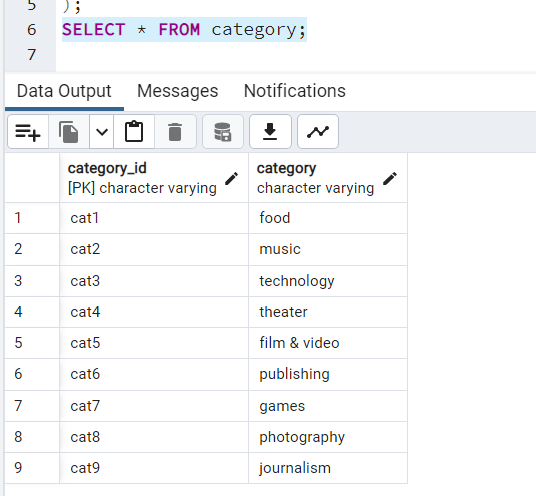 5 );
6 SELECT * FROM category;
7
Data Output Messages Notifications
category_id category
[PK] character varying character varying
1 cat1 food
2 cat2 music
3 cat3 technology
4 cat4 theater
5 cat5 film & video
6 cat6 publishing
7 cat7 games
8 cat8 photography
9 cat9 journalism